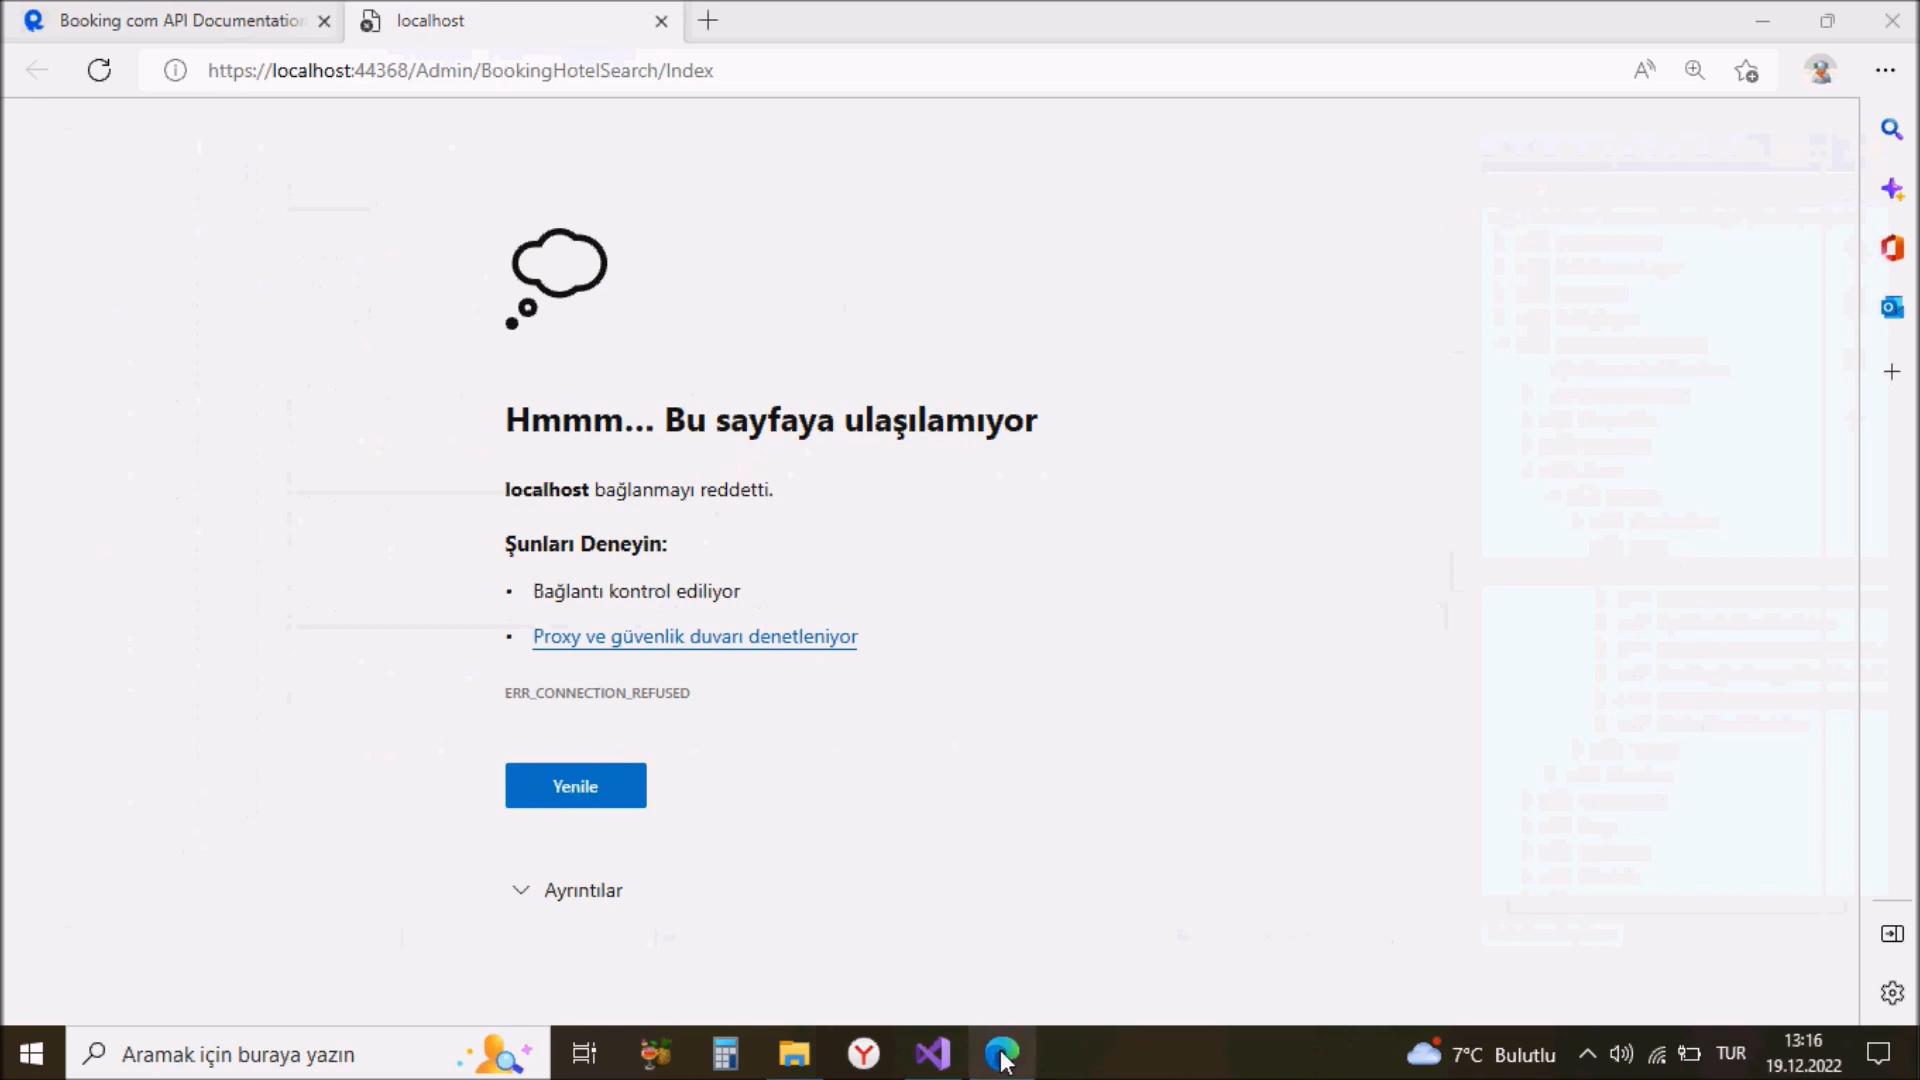 Booking com API Documentation
localhost
https://localhost:44368/Admin/BookingHotelSearch/Index
Hmmm... Bu sayfaya ulaşılamıyor
localhost bağlanmayı reddetti.
Şunları Deneyin:
• Bağlantı kontrol ediliyor
• Proxy ve güvenlik duvarı denetleniyor
ERR_CONNECTION_REFUSED
Yenile
Ayrıntılar
Aramak için buraya yazın
7°C Bulutlu
TUR
13:16
19.12.2022